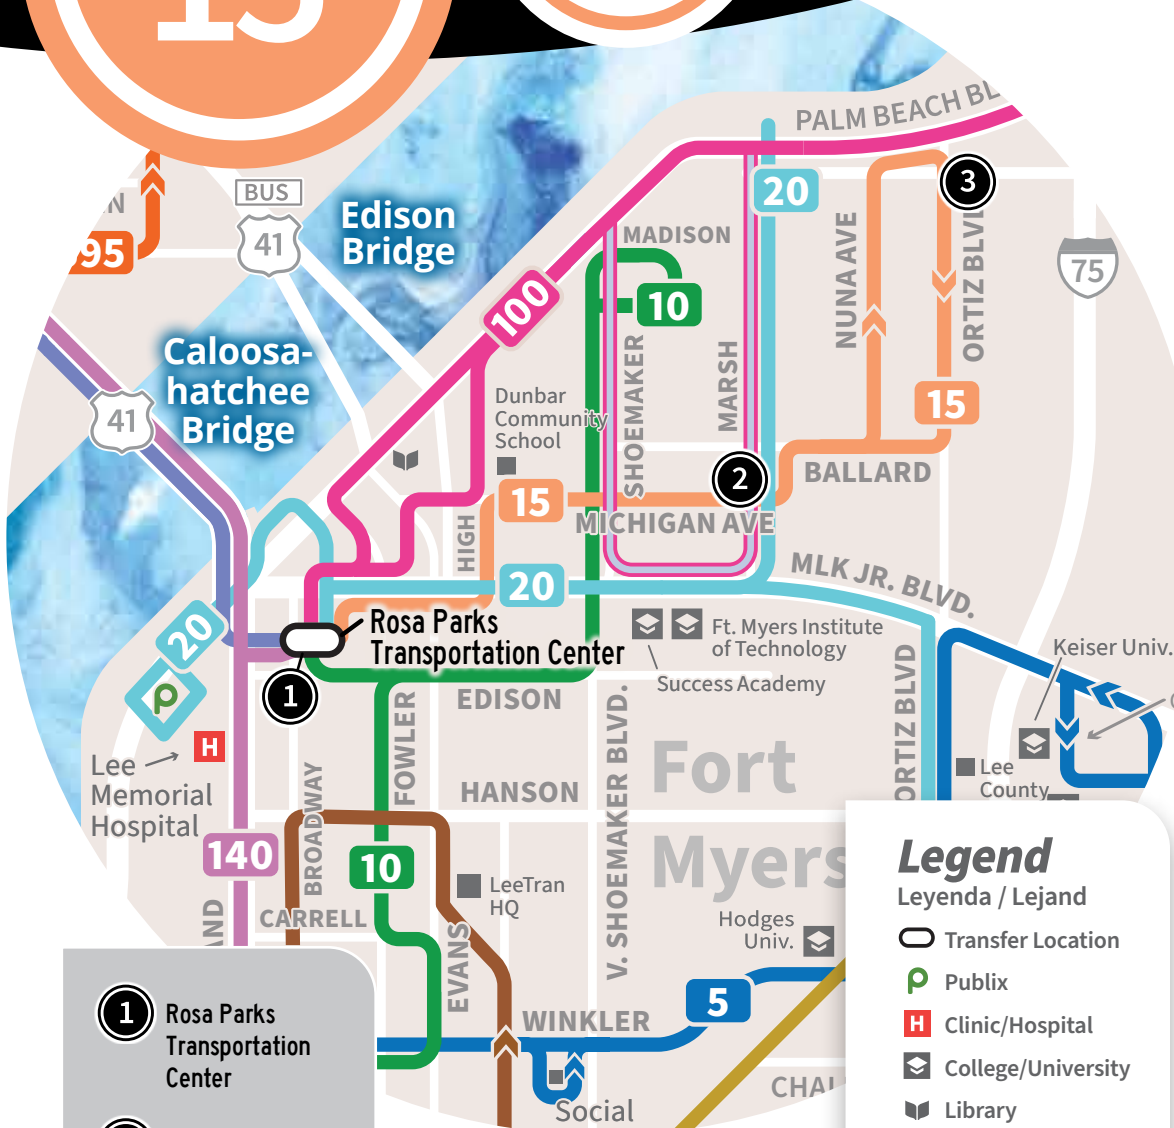 15
PALM BEACH BL
20
3
BUS
41
Edison
Bridge
N
95
MADISON
10
NUNA AVE
ORTIZ BLVD
75
100
Caloosa-
hatchee
Bridge
41
SHOEMAKER
MARSH
Dunbar
Community
School
15
2
BALLARD
15
MICHIGAN AVE
HIGH
20
MLK JR. BLVD.
20
Rosa Parks
Transportation Center
1
Ft. Myers Institute
of Technology
Success Academy
Keiser Univ.
P
EDISON
FOWLER
V. SHOEMAKER BLVD.
ORTIZ BLVD
H
Lee
Memorial
Hospital
Fort
Myers
Lee
County
HANSON
BROADWAY
140
10
LeeTran
HQ
CARRELL
AND
EVANS
Hodges
Univ.
5
WINKLER
Social
CHAL
1
Rosa Parks
Transportation
Center
Legend
Leyenda / Lejand
Transfer Location
P
Publix
H
Clinic/Hospital
College/University
Library